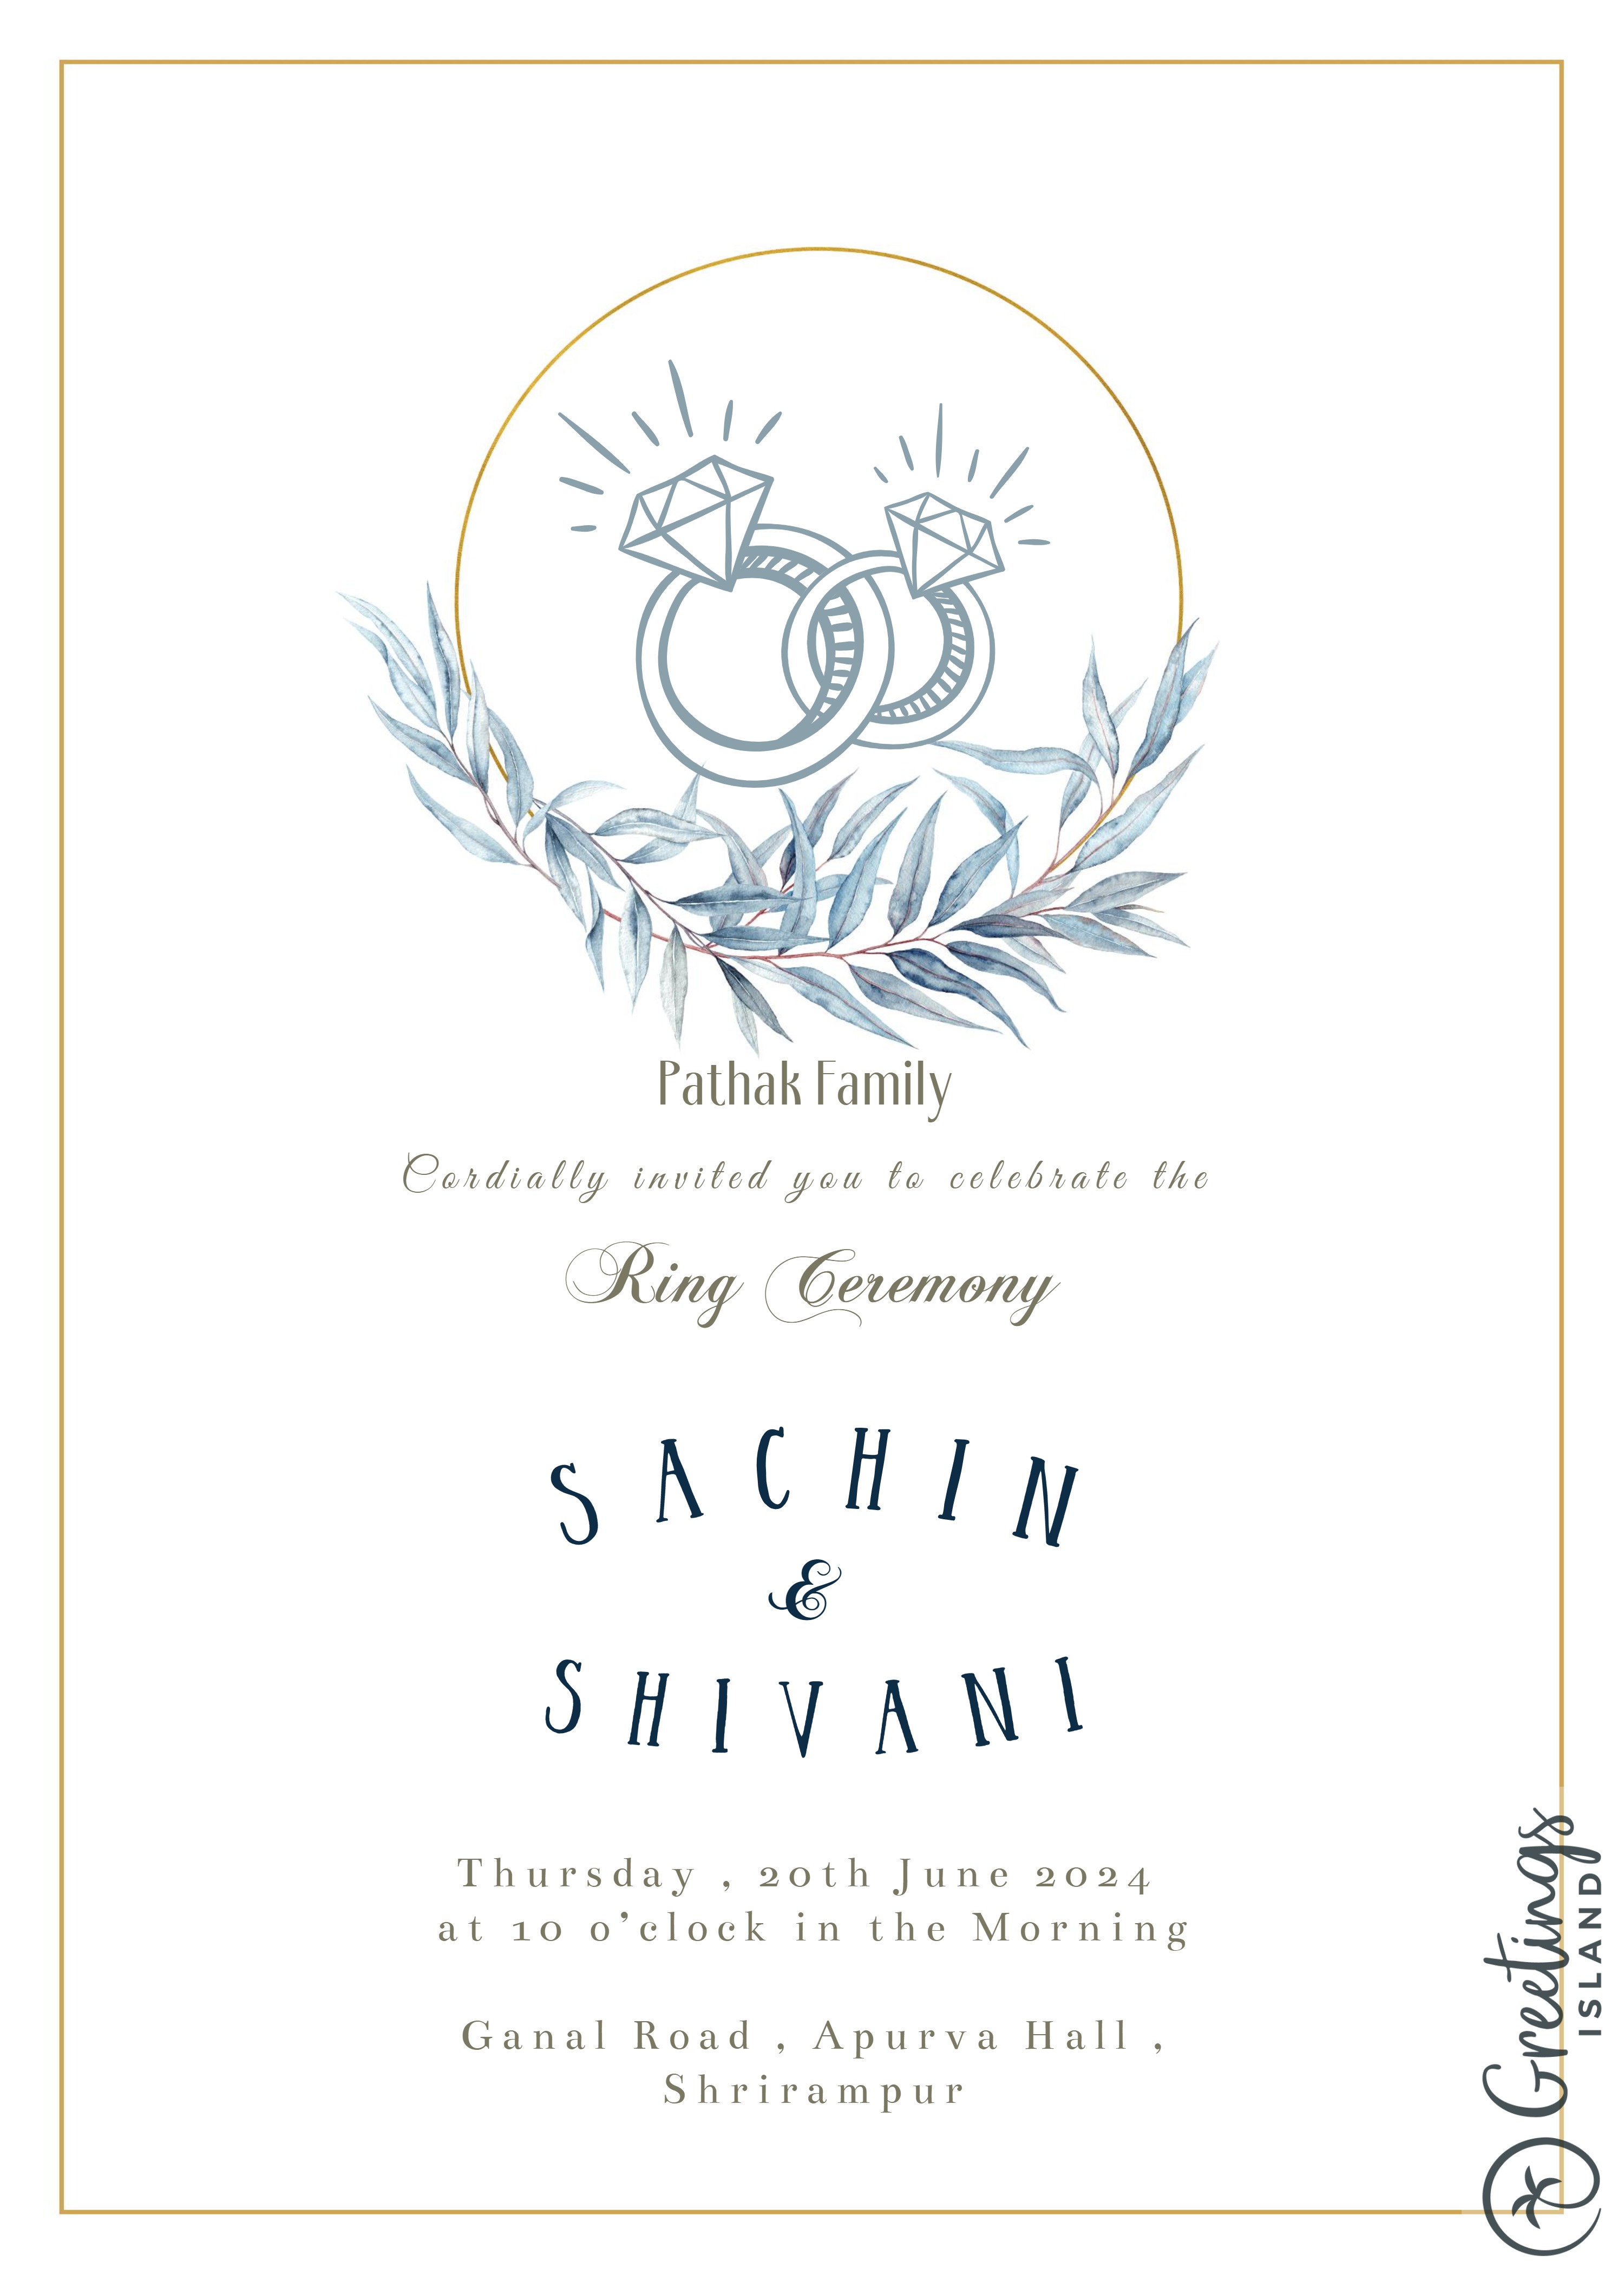 Pathak Family
Cordially invited you to celebrate the
Ring Ceremony
SACHIN
&
SHIVANI
Thursday , 20th June 2024
at 10 o'clock in the Morning
Ganal Road , Apurva Hall ,
Shrirampur
Greetings
ISLAND